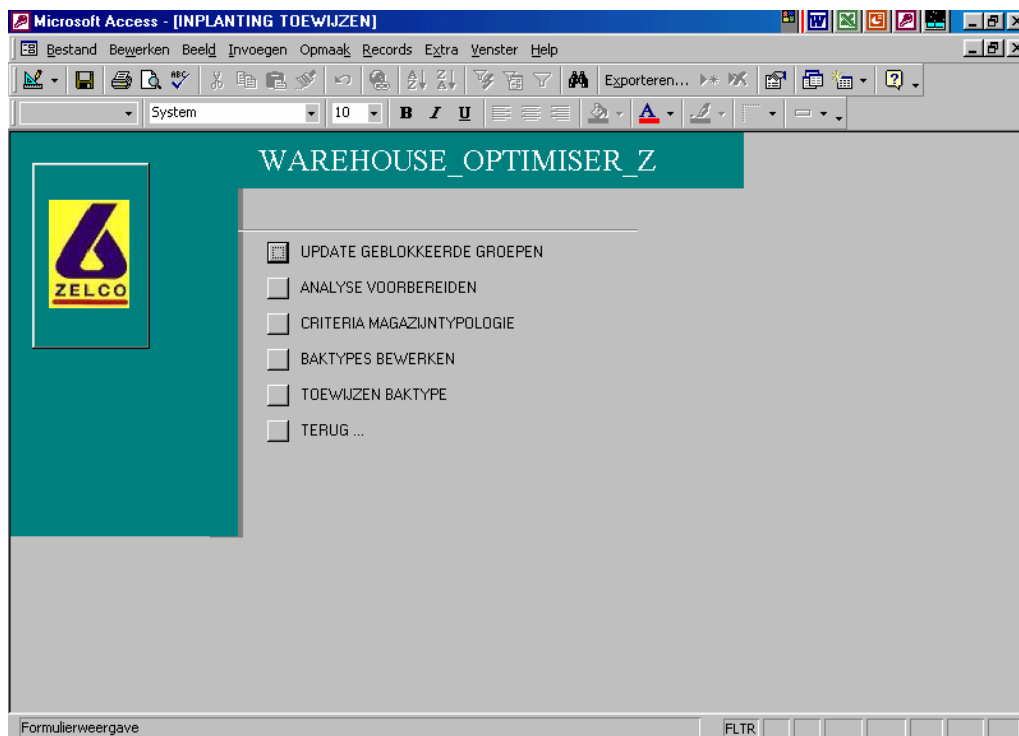 Microsoft Access - [INPLANTING TOEWIJZEN]
Bestand Bewerken Beeld Invoegen Opmaak Records Extra Venster Help
Exporteren...
System 10 B I U A
WAREHOUSE_OPTIMISER_Z
ZELCO
UPDATE GEBLOKKEERDE GROEPEN
ANALYSE VOORBEREIDEN
CRITERIA MAGAZIJNTYPOLOGIE
BAKTYPES BEWERKEN
TOEWIJZEN BAKTYPE
TERUG ...
Formulierweergave FLTR